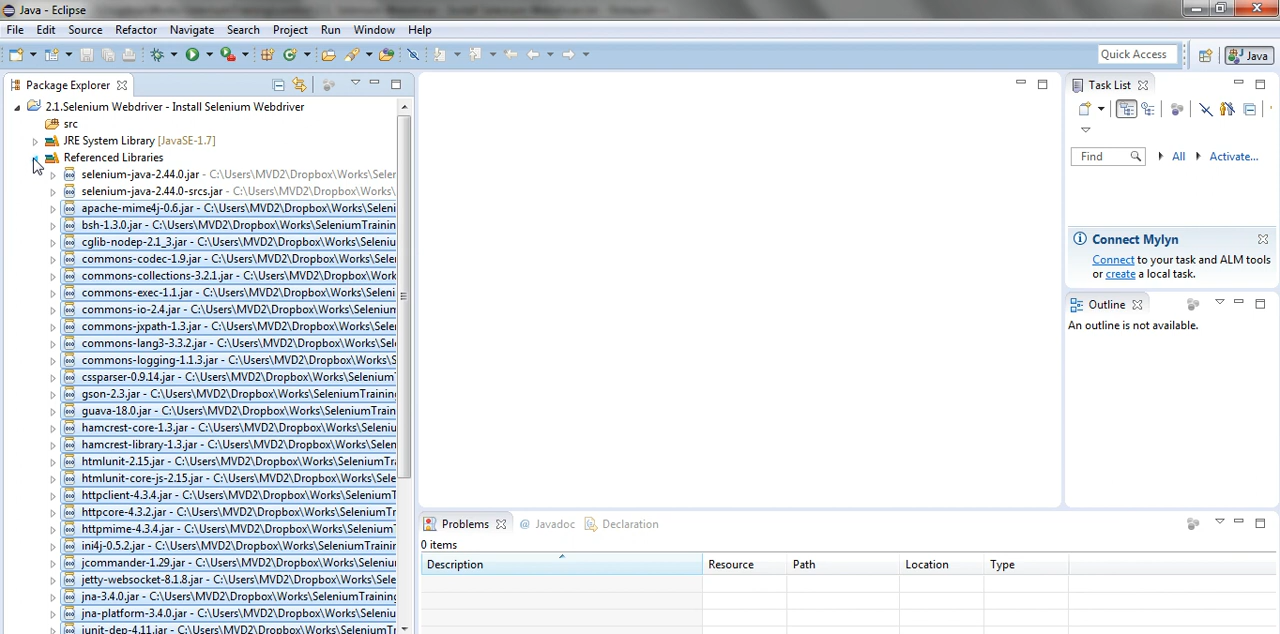 Java - Eclipse
File Edit Source Refactor Navigate Search Project Run Window Help
Quick Access
Java
Package Explorer
2.1.Selenium Webdriver - Install Selenium Webdriver
src
JRE System Library [JavaSE-1.7]
Referenced Libraries
selenium-java-2.44.0.jar - C:\Users\MVD2\Dropbox\Works\Seler
selenium-java-2.44.0-srcs.jar - C:\Users\MVD2\Dropbox\Works\
apache-mime4j-0.6.jar - C:\Users\MVD2\Dropbox\Works\Seleni
bsh-1.3.0.jar - C:\Users\MVD2\Dropbox\Works\SeleniumTrainin
cglib-nodep-2.1_3.jar - C:\Users\MVD2\Dropbox\Works\Seleniu
commons-codec-1.9.jar - C:\Users\MVD2\Dropbox\Works\Seler
commons-collections-3.2.1.jar - C:\Users\MVD2\Dropbox\Work
commons-exec-1.1.jar - C:\Users\MVD2\Dropbox\Works\Seleni
commons-io-2.4.jar - C:\Users\MVD2\Dropbox\Works\Selenium
commons-jxpath-1.3.jar - C:\Users\MVD2\Dropbox\Works\Seler
commons-lang3-3.3.2.jar - C:\Users\MVD2\Dropbox\Works\Sele
commons-logging-1.1.3.jar - C:\Users\MVD2\Dropbox\Works\S
cssparser-0.9.14.jar - C:\Users\MVD2\Dropbox\Works\Selenium
gson-2.3.jar - C:\Users\MVD2\Dropbox\Works\SeleniumTrainin
guava-18.0.jar - C:\Users\MVD2\Dropbox\Works\SeleniumTrain
hamcrest-core-1.3.jar - C:\Users\MVD2\Dropbox\Works\Seleniu
hamcrest-library-1.3.jar - C:\Users\MVD2\Dropbox\Works\Selen
htmlunit-2.15.jar - C:\Users\MVD2\Dropbox\Works\SeleniumTr
htmlunit-core-js-2.15.jar - C:\Users\MVD2\Dropbox\Works\Sele
httpclient-4.3.4.jar - C:\Users\MVD2\Dropbox\Works\SeleniumT
httpcore-4.3.2.jar - C:\Users\MVD2\Dropbox\Works\SeleniumTr
httpmime-4.3.4.jar - C:\Users\MVD2\Dropbox\Works\Selenium
ini4j-0.5.2.jar - C:\Users\MVD2\Dropbox\Works\SeleniumTrainin
jcommander-1.29.jar - C:\Users\MVD2\Dropbox\Works\Seleniur
jetty-websocket-8.1.8.jar - C:\Users\MVD2\Dropbox\Works\Sele
jna-3.4.0.jar - C:\Users\MVD2\Dropbox\Works\SeleniumTrainin
jna-platform-3.4.0.jar - C:\Users\MVD2\Dropbox\Works\Seleniu
junit-dep-4.11.jar - C:\Users\MVD2\Dropbox\Works\SeleniumTr
Task List
Find All Activate...
Connect Mylyn
Connect to your task and ALM tools
or create a local task.
Outline
An outline is not available.
Problems @ Javadoc Declaration
0 items
Description Resource Path Location Type